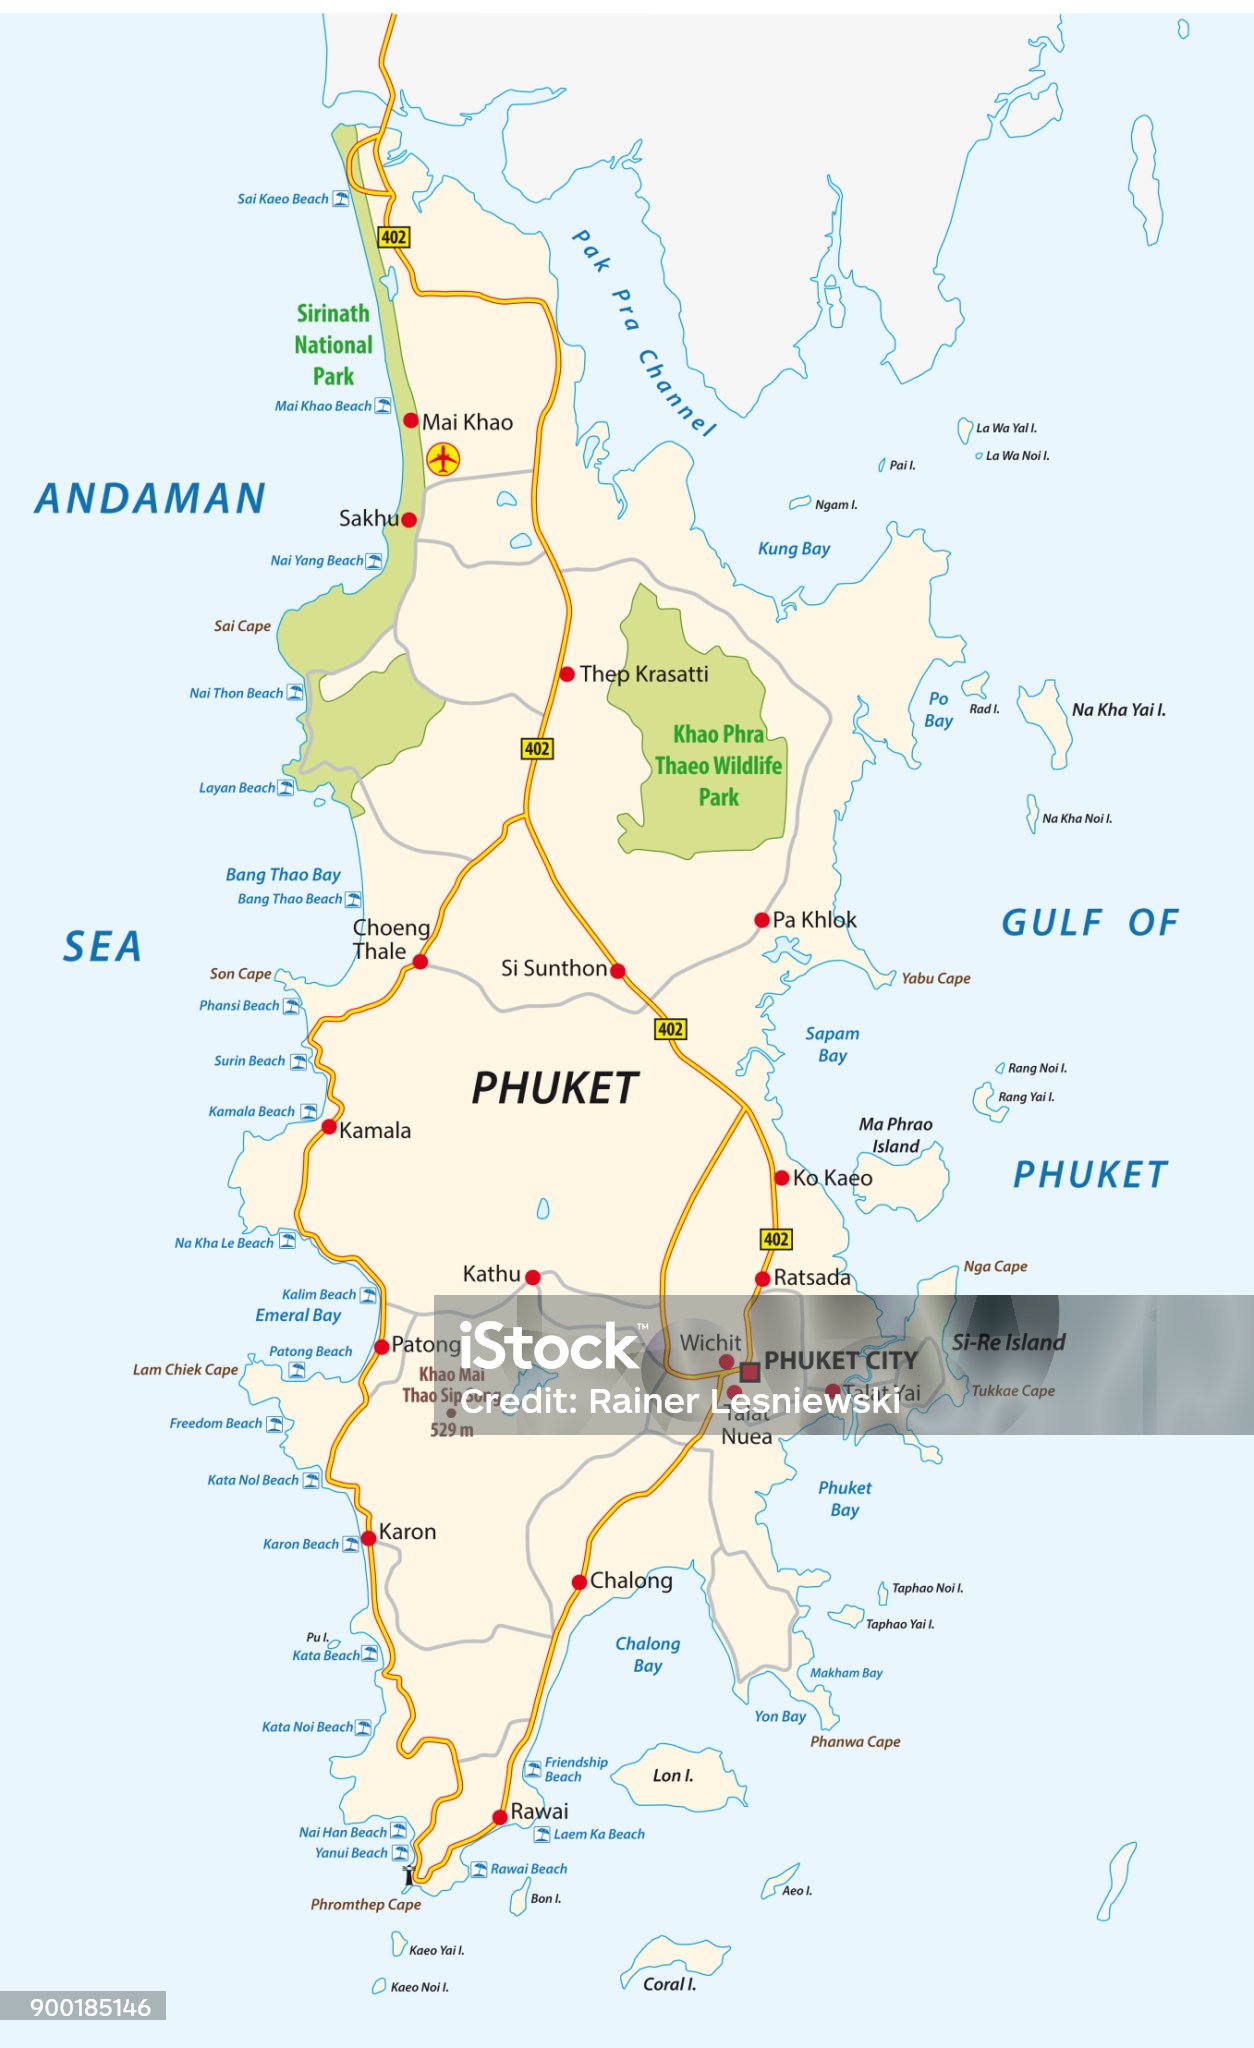 Sai Kaeo Beach
402
Pak Pra Channel
Sirinath
National
Park
Mai Khao Beach
Mai Khao
La Wa Yal I.
La Wa Noi I.
Pai I.
Ngam I.
ANDAMAN
Sakhu
Kung Bay
Nai Yang Beach
Sai Cape
Thep Krasatti
Nai Thon Beach
Po
Bay
Rad I.
Na Kha Yai I.
Khao Phra
Thaeo Wildlife
Park
402
Layan Beach
Na Kha Noi I.
Bang Thao Bay
Bang Thao Beach
Choeng
Thale
Pa Khlok
GULF OF
SEA
Si Sunthon
Son Cape
Yabu Cape
Phansi Beach
402
Sapam
Bay
Surin Beach
Rang Noi I.
PHUKET
Rang Yai I.
Kamala Beach
Kamala
Ma Phrao
Island
PHUKET
Ko Kaeo
Na Kha Le Beach
402
Kathu
Ratsada
Nga Cape
Kalim Beach
Emeral Bay
iStock™
Patong Beach
Patong
Wichit
Si-Re Island
PHUKET CITY
Lam Chiek Cape
Khao Mai
Thao Sip Song
529 m
Talat Yai
Tukkae Cape
Credit: Rainer Lesniewski
Talat
Nuea
Freedom Beach
Kata Nol Beach
Phuket
Bay
Karon
Karon Beach
Chalong
Taphao Noi I.
Taphao Yai I.
Pu I.
Kata Beach
Chalong
Bay
Makham Bay
Kata Noi Beach
Yon Bay
Phanwa Cape
Friendship
Beach
Lon I.
Rawai
Nai Han Beach
Laem Ka Beach
Yanui Beach
Rawai Beach
Phromthep Cape
Bon I.
Aeo I.
Kaeo Yai I.
Kaeo Noi I.
Coral I.
900185146